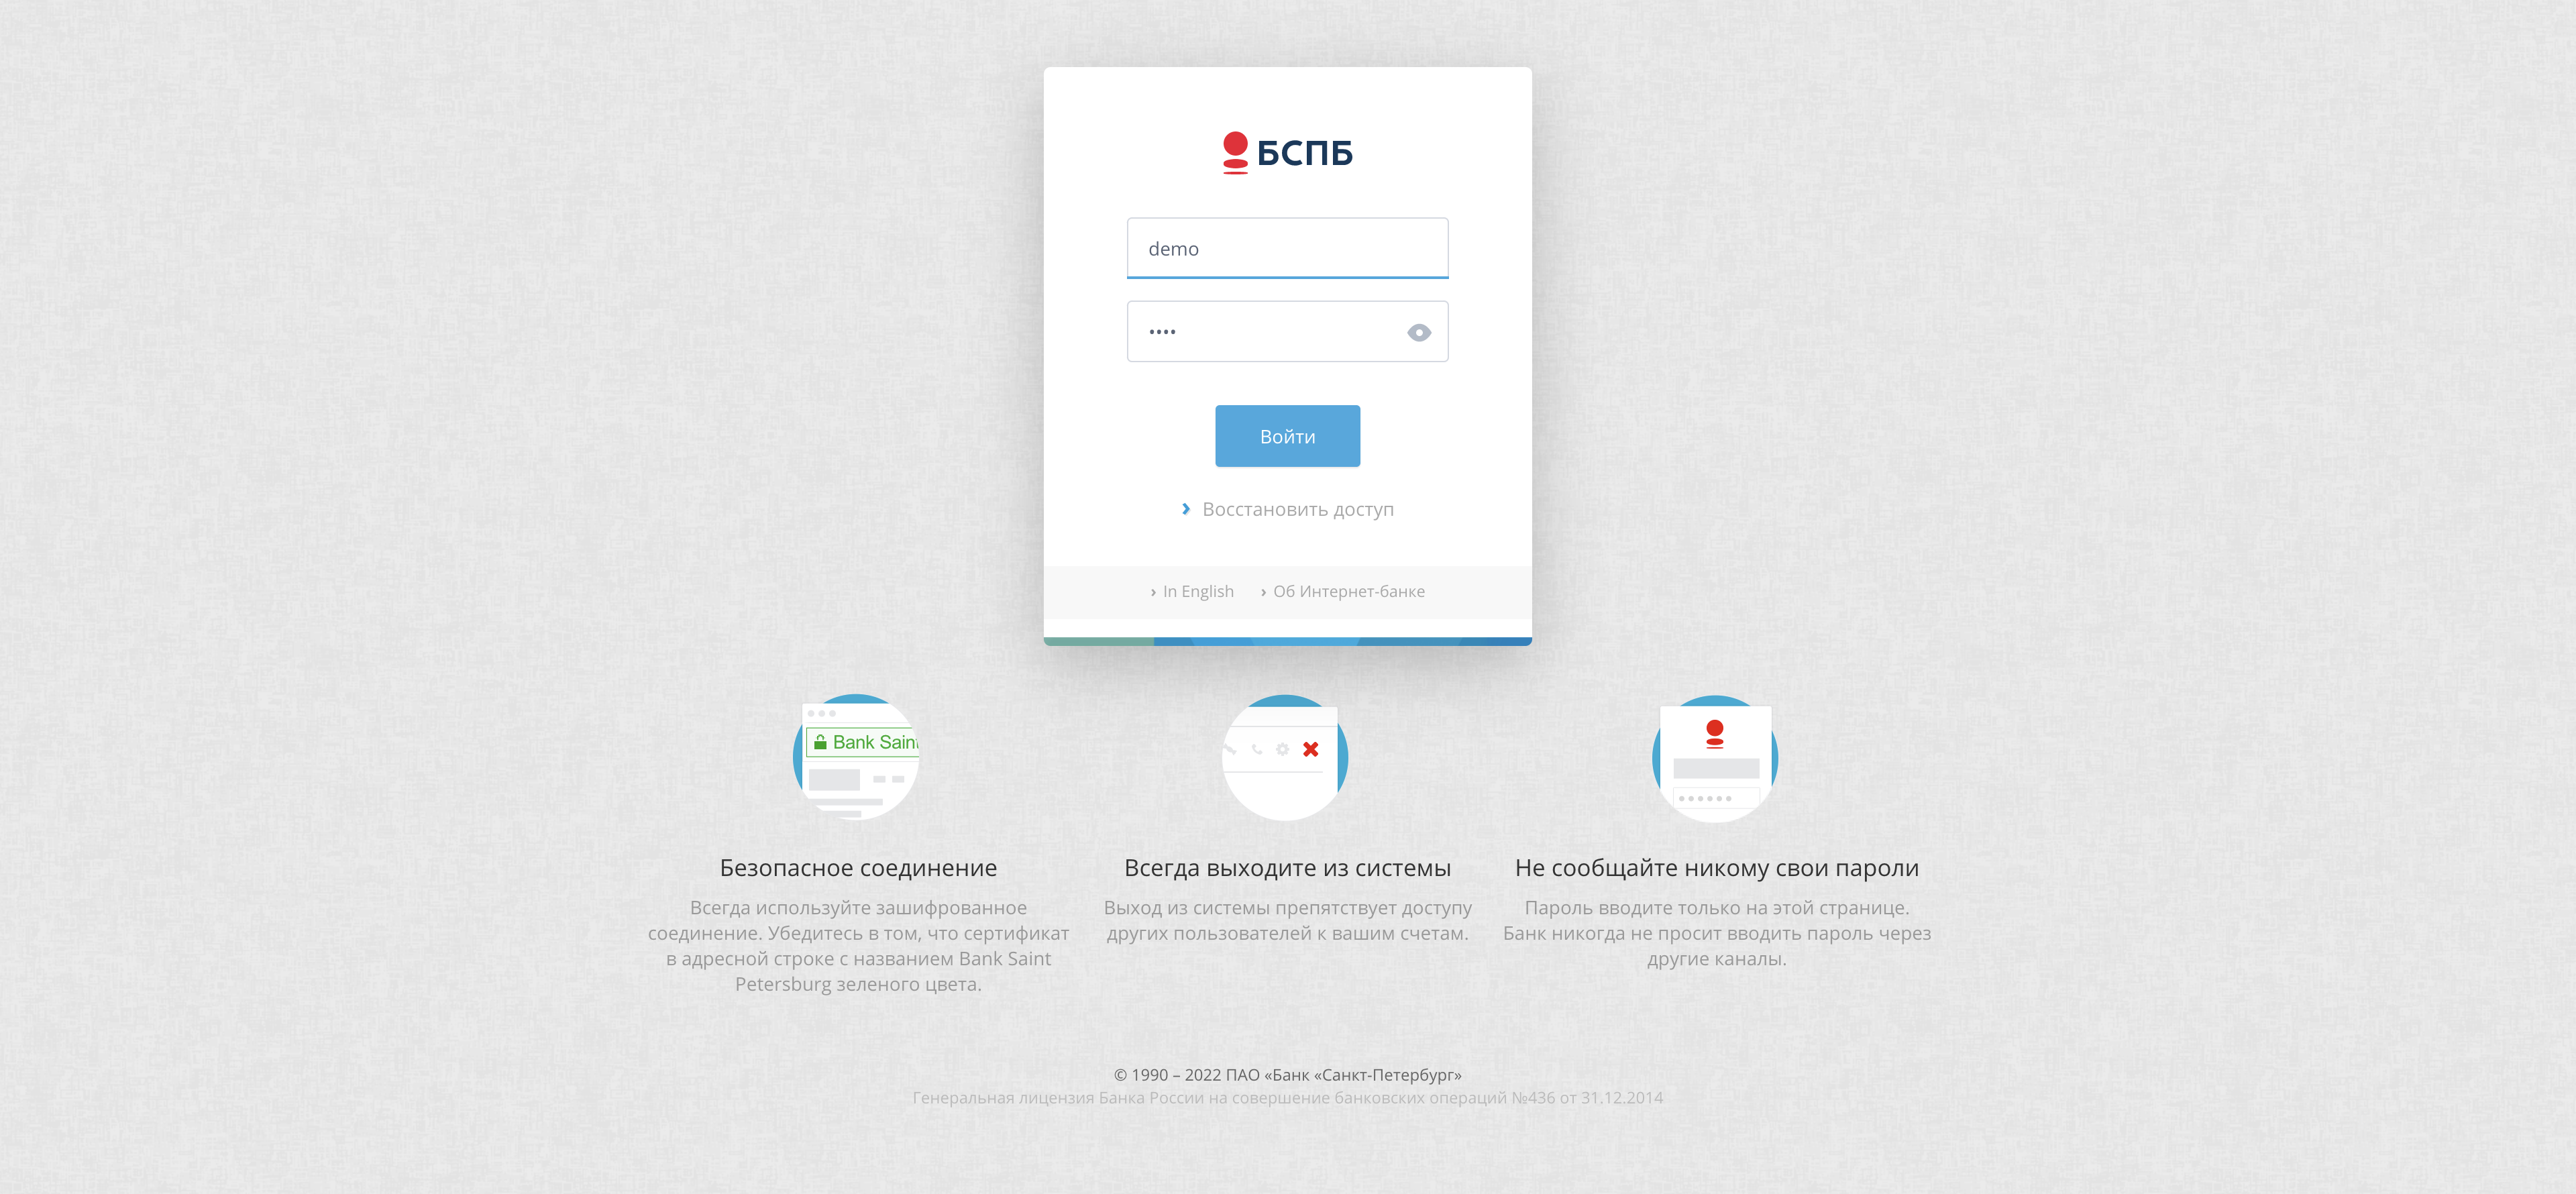 БСПБ
demo
••••
Войти
› Восстановить доступ
› In English › Об Интернет-банке
Bank Saint
Безопасное соединение
Всегда используйте зашифрованное
соединение. Убедитесь в том, что сертификат
в адресной строке с названием Bank Saint
Petersburg зеленого цвета.
Всегда выходите из системы
Выход из системы препятствует доступу
других пользователей к вашим счетам.
Не сообщайте никому свои пароли
Пароль вводите только на этой странице.
Банк никогда не просит вводить пароль через
другие каналы.
© 1990 – 2022 ПАО «Банк «Санкт-Петербург»
Генеральная лицензия Банка России на совершение банковских операций №436 от 31.12.2014